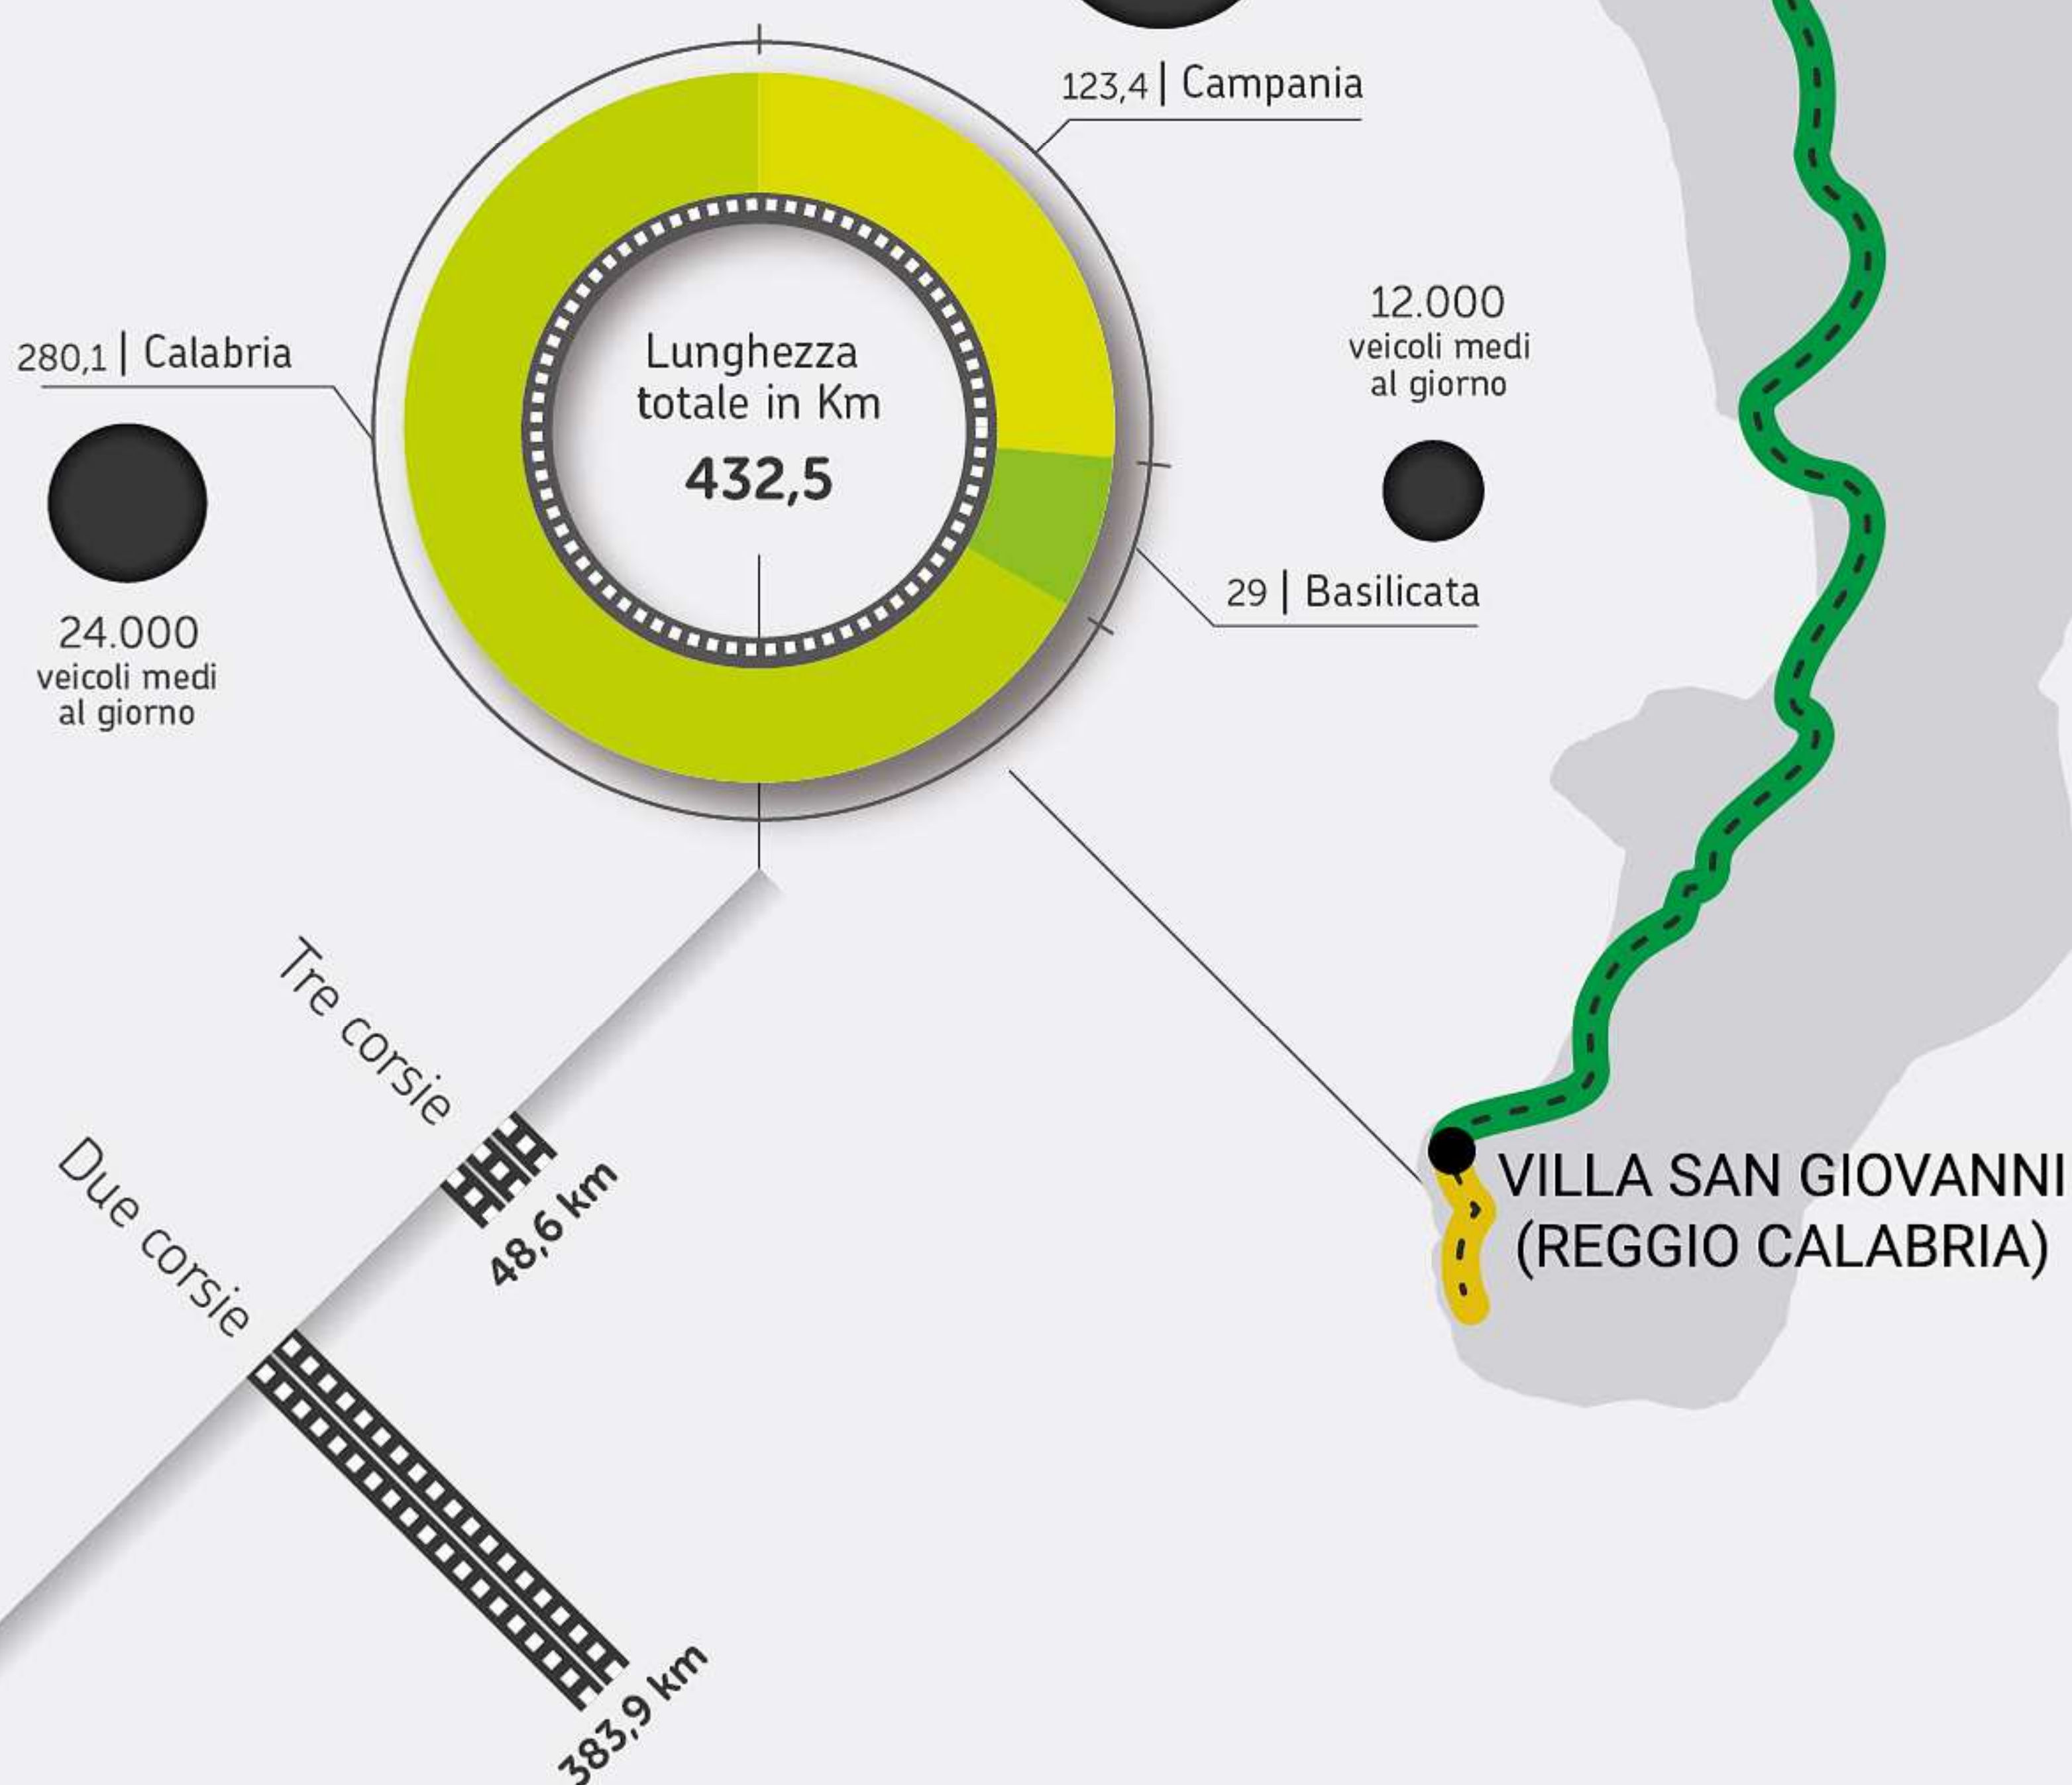 123,4 | Campania
280,1 | Calabria
24.000
veicoli medi
al giorno
Lunghezza
totale in Km
432,5
12.000
veicoli medi
al giorno
29 | Basilicata
Tre corsie
48,6 km
Due corsie
383,9 km
VILLA SAN GIOVANNI
(REGGIO CALABRIA)